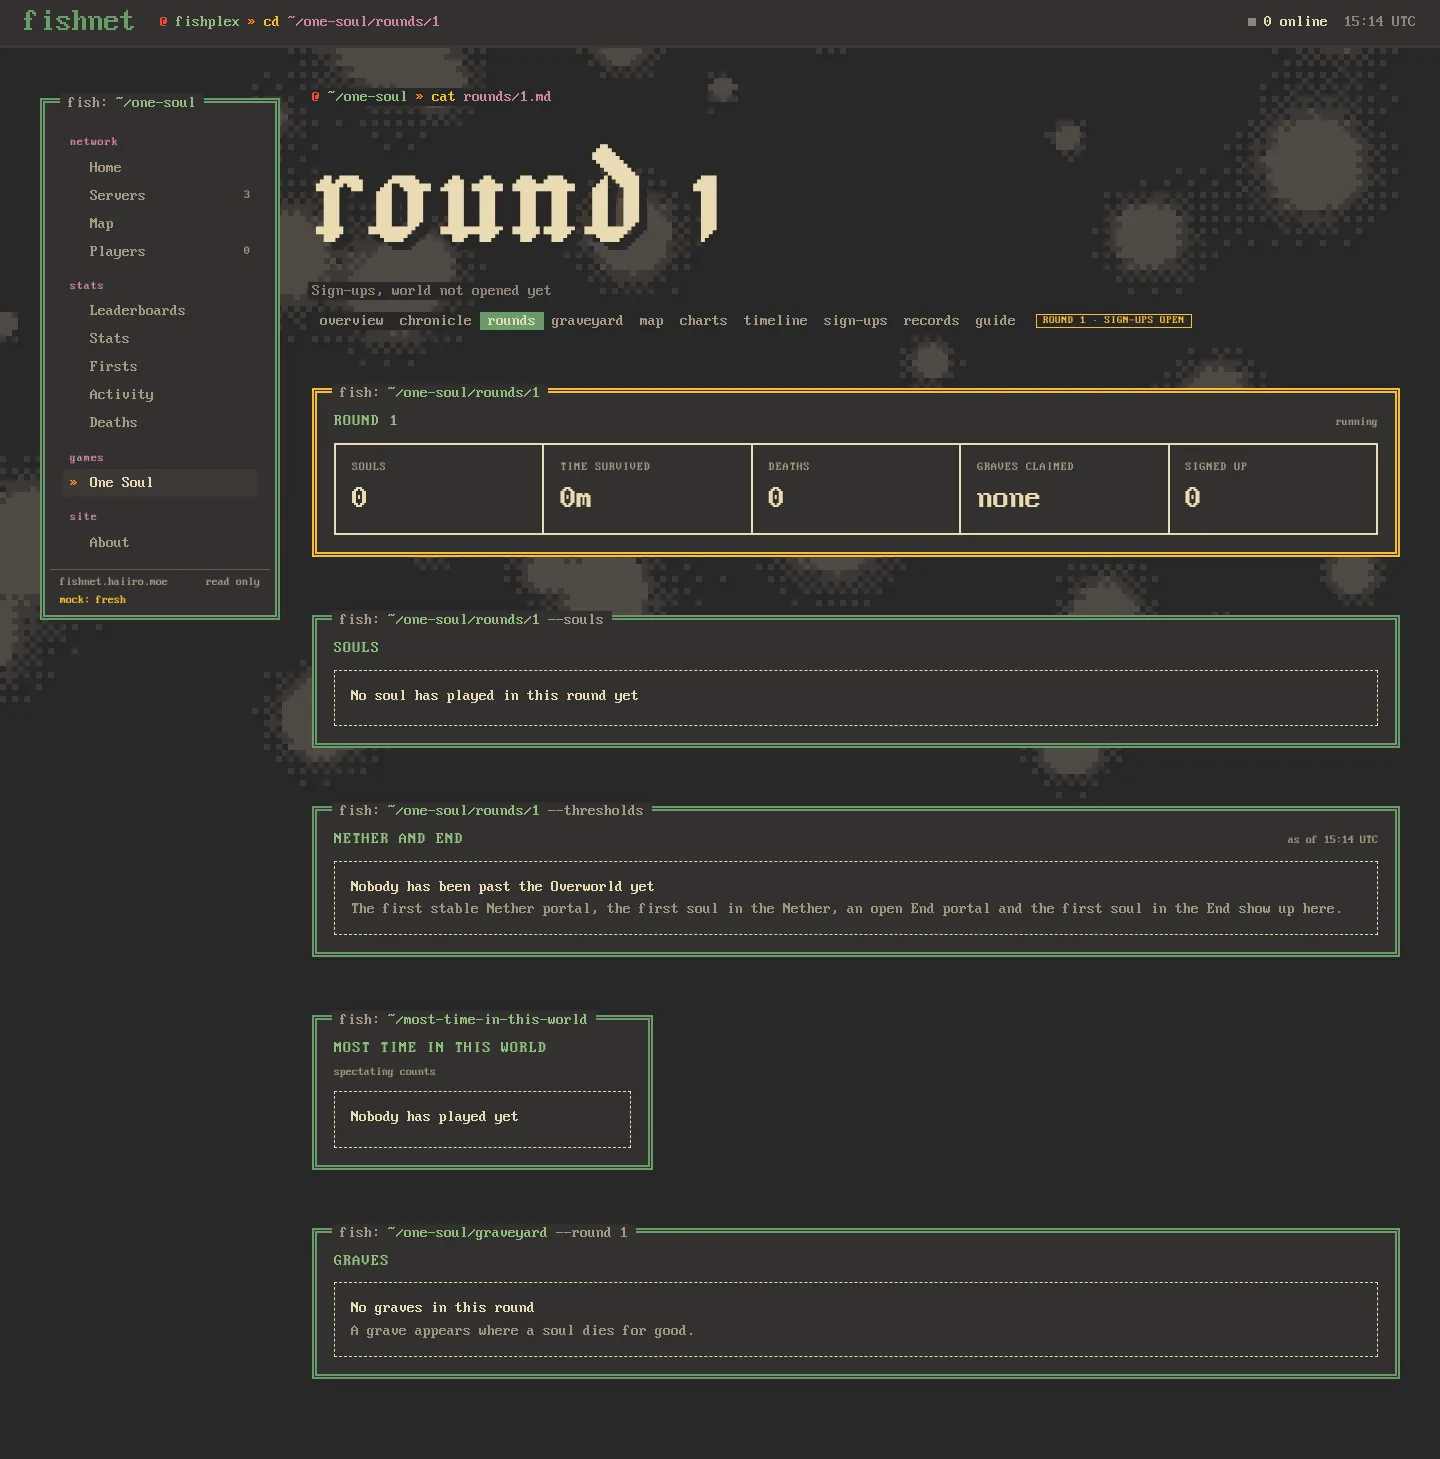 fishnet
@ fishplex » cd ~/one-soul/rounds/1
0 online 15:14 UTC
fish: ~/one-soul
network
Home
Servers 3
Map
Players 0
stats
Leaderboards
Stats
Firsts
Activity
Deaths
games
» One Soul
site
About
fishnet.haiiro.moe read only
mock: fresh
@ ~/one-soul » cat rounds/1.md
round 1
Sign-ups, world not opened yet
overview chronicle rounds graveyard map charts timeline sign-ups records guide ROUND 1 · SIGN-UPS OPEN
fish: ~/one-soul/rounds/1
ROUND 1 running
SOULS TIME SURVIVED DEATHS GRAVES CLAIMED SIGNED UP
0 0m 0 none 0
fish: ~/one-soul/rounds/1 --souls
SOULS
No soul has played in this round yet
fish: ~/one-soul/rounds/1 --thresholds
NETHER AND END as of 15:14 UTC
Nobody has been past the Overworld yet
The first stable Nether portal, the first soul in the Nether, an open End portal and the first soul in the End show up here.
fish: ~/most-time-in-this-world
MOST TIME IN THIS WORLD
spectating counts
Nobody has played yet
fish: ~/one-soul/graveyard --round 1
GRAVES
No graves in this round
A grave appears where a soul dies for good.